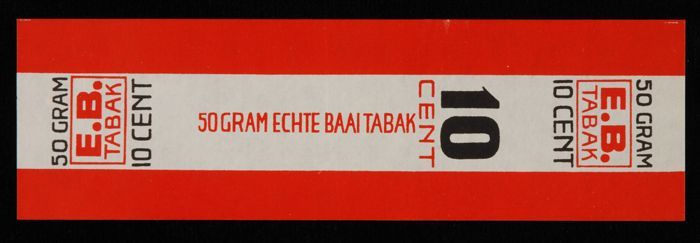 50 GRAM
E.B.
TABAK
10 CENT
50 GRAM ECHTE BAAI TABAK
CENT
10
50 GRAM
E.B.
TABAK
10 CENT